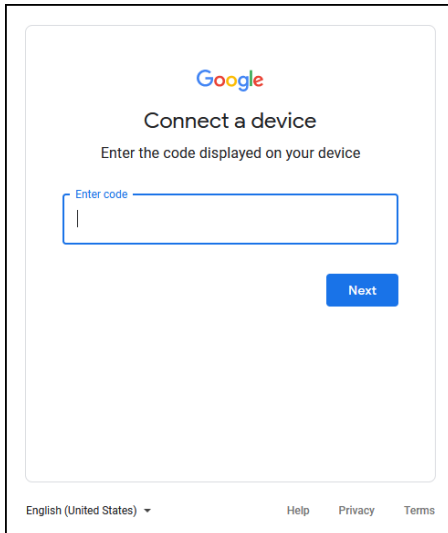 Google
Connect a device
Enter the code displayed on your device
Enter code
Next
English (United States) Help Privacy Terms